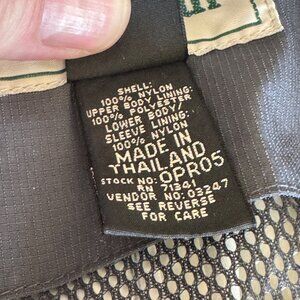 SHELL:
100% NYLON
UPPER BODY LINING:
100% POLYESTER
LOWER BODY/
SLEEVE LINING:
100% NYLON
MADE IN
THAILAND
STOCK NO: OPR05
RN 71341
VENDOR NO: 03247
SEE REVERSE
FOR CARE